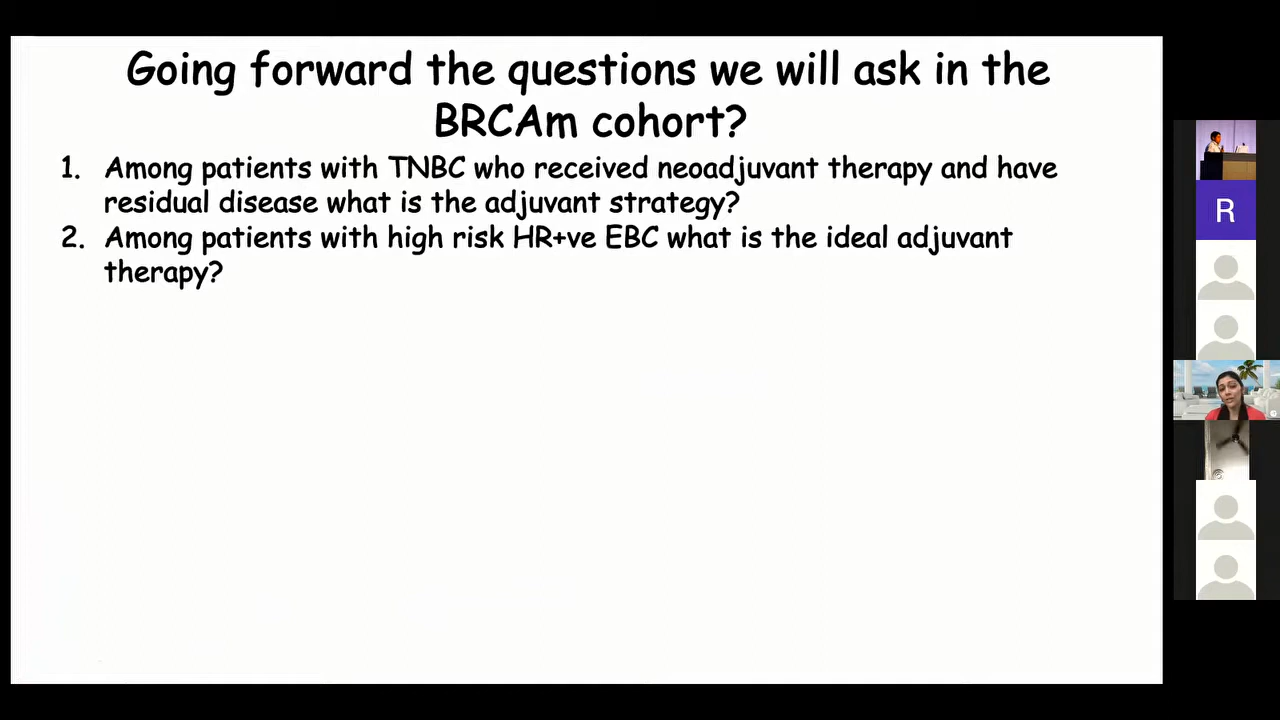 Going forward the questions we will ask in the
BRCAm cohort?
1. Among patients with TNBC who received neoadjuvant therapy and have
residual disease what is the adjuvant strategy?
2. Among patients with high risk HR+ve EBC what is the ideal adjuvant
therapy?
R